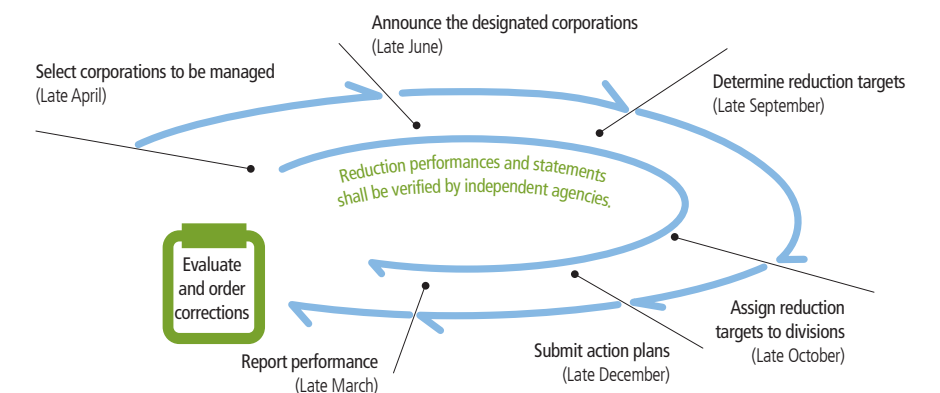 Select corporations to be managed
(Late April)
Announce the designated corporations
(Late June)
Determine reduction targets
(Late September)
Reduction performances and statements
shall be verified by independent agencies.
Assign reduction
targets to divisions
(Late October)
Submit action plans
(Late December)
Report performance
(Late March)
Evaluate
and order
corrections